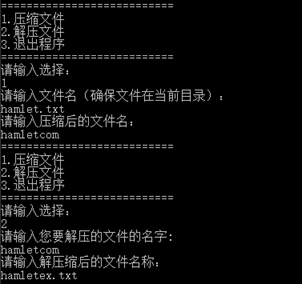 ===========================
1.压缩文件
2.解压文件
3.退出程序
===========================
请输入选择:
1
请输入文件名（确保文件在当前目录）:
hamlet.txt
请输入压缩后的文件名:
hamletcom
===========================
1.压缩文件
2.解压文件
3.退出程序
===========================
请输入选择:
2
请输入您要解压的文件的名字:
hamletcom
请输入解压缩后的文件名称:
hamletex.txt